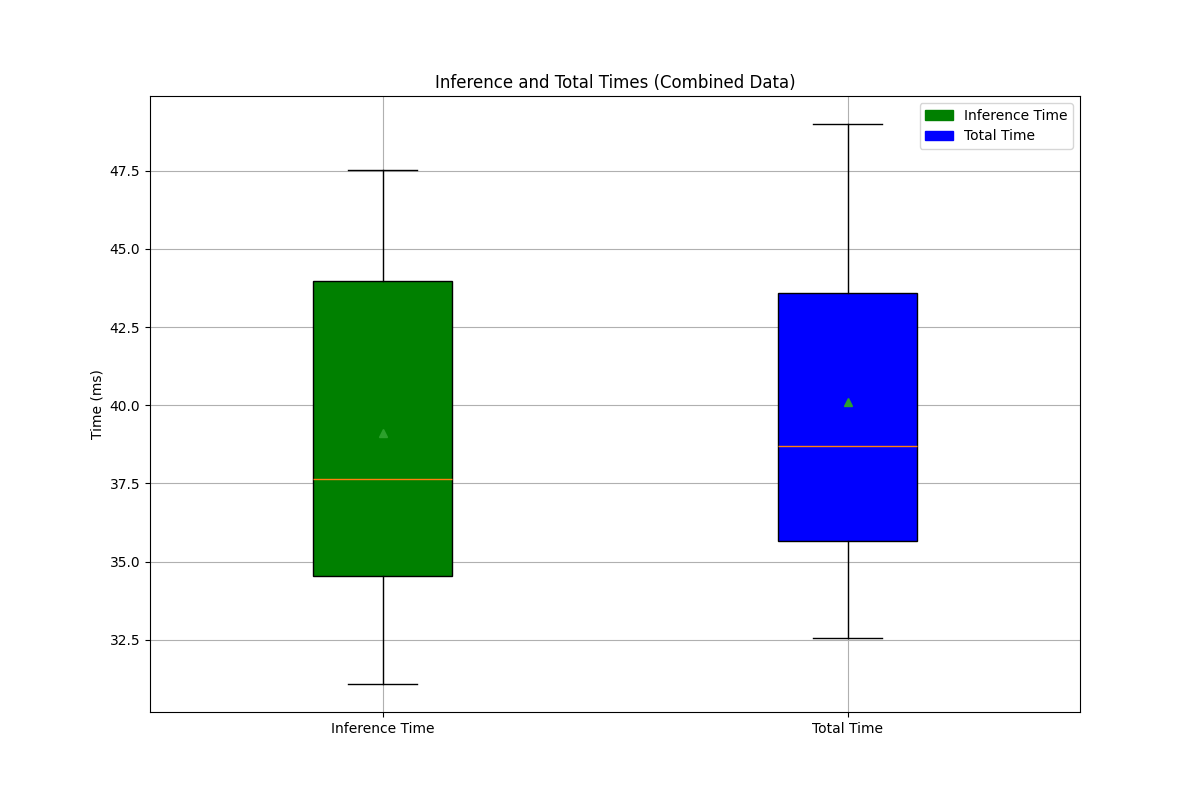 Inference and Total Times (Combined Data)
Inference Time
Total Time
Time (ms)
47.5
45.0
42.5
40.0
37.5
35.0
32.5
Inference Time
Total Time